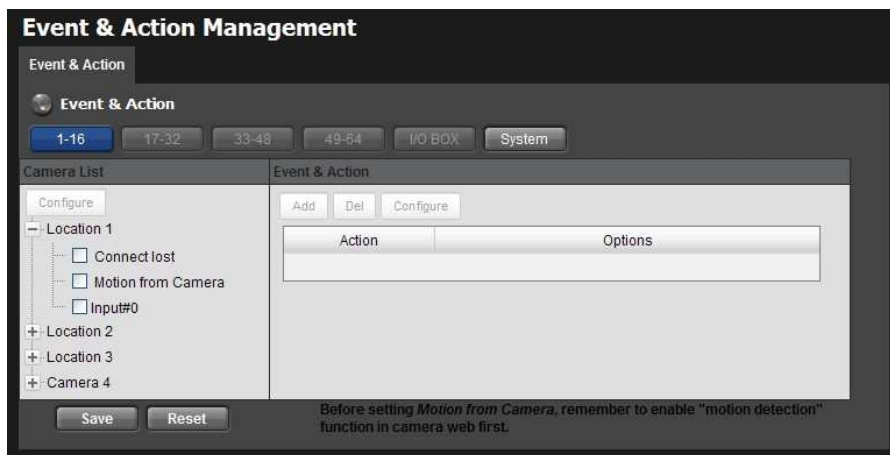 Event & Action Management
Event & Action
Event & Action
1-16 17-32 33-48 49-64 I/O BOX System
Camera List Event & Action
Configure Add Del Configure
Location 1
Action Options
Connect lost
Motion from Camera
Input#0
Location 2
Location 3
Camera 4
Save Reset
Before setting Motion from Camera, remember to enable "motion detection"
function in camera web first.